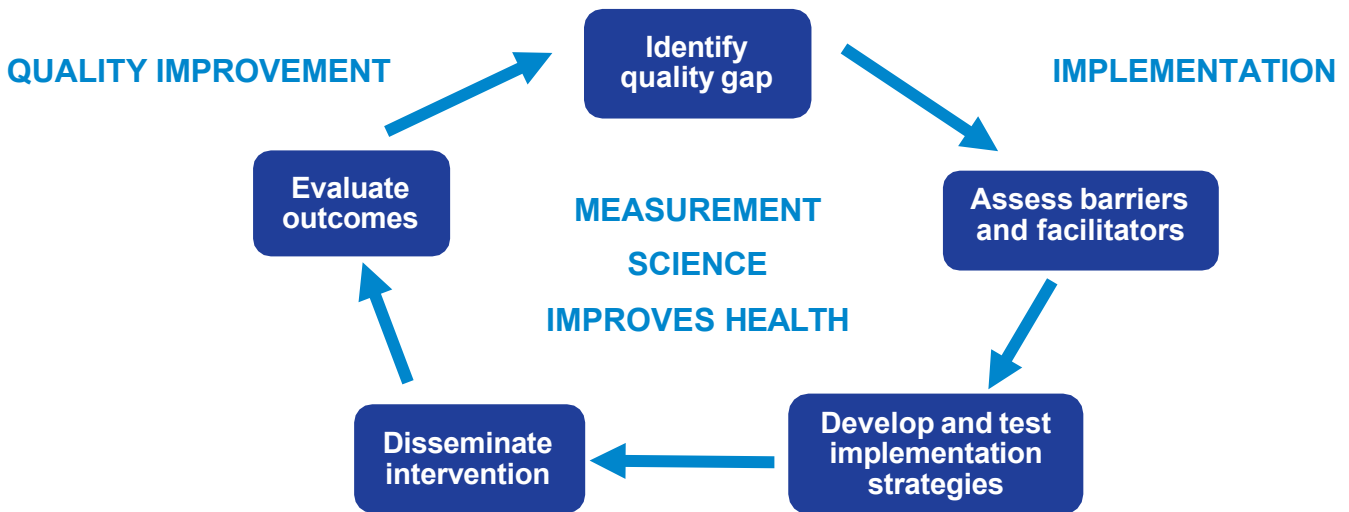 Identify
quality gap
QUALITY IMPROVEMENT
IMPLEMENTATION
Evaluate
outcomes
MEASUREMENT
SCIENCE
IMPROVES HEALTH
Assess barriers
and facilitators
Disseminate
intervention
Develop and test
implementation
strategies